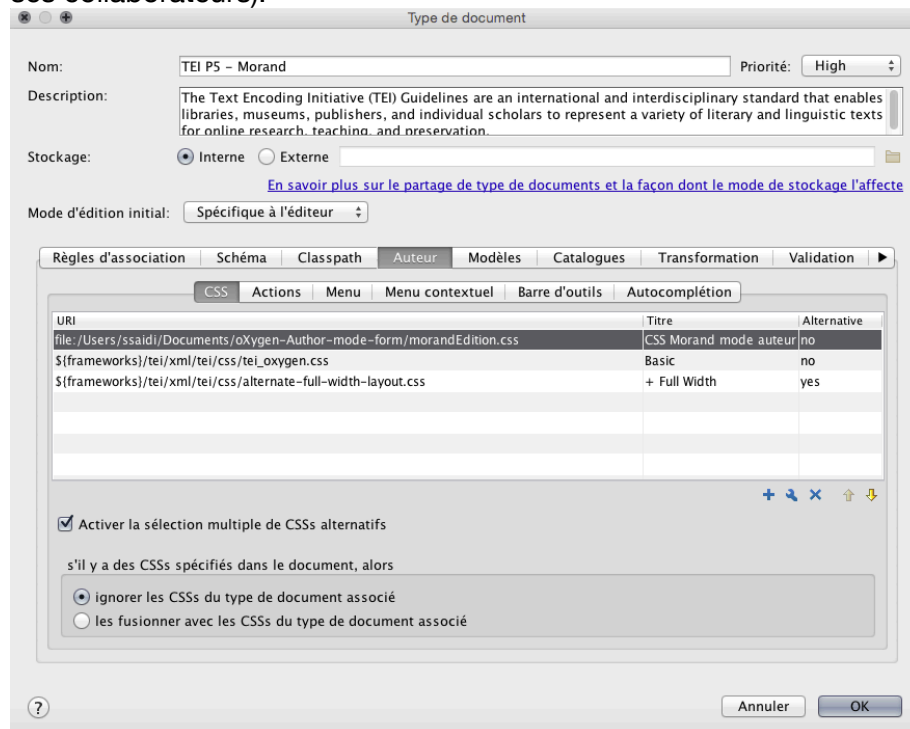 ses collaborateurs).
Type de document
Nom: TEI P5 – Morand Priorité: High
Description: The Text Encoding Initiative (TEI) Guidelines are an international and interdisciplinary standard that enables
libraries, museums, publishers, and individual scholars to represent a variety of literary and linguistic texts
for online research, teaching, and preservation.
Stockage: Interne Externe
En savoir plus sur le partage de type de documents et la façon dont le mode de stockage l'affecte
Mode d'édition initial: Spécifique à l'éditeur
Règles d'association Schéma Classpath Auteur Modèles Catalogues Transformation Validation
CSS Actions Menu Menu contextuel Barre d'outils Autocomplétion
URI Titre Alternative
file:/Users/ssaidi/Documents/oXygen-Author-mode-form/morandEdition.css CSS Morand mode auteur no
${frameworks}/tei/xml/tei/css/tei_oxygen.css Basic no
${frameworks}/tei/xml/tei/css/alternate-full-width-layout.css + Full Width yes
Activer la sélection multiple de CSSs alternatifs
s'il y a des CSSs spécifiés dans le document, alors
ignorer les CSSs du type de document associé
les fusionner avec les CSSs du type de document associé
? Annuler OK